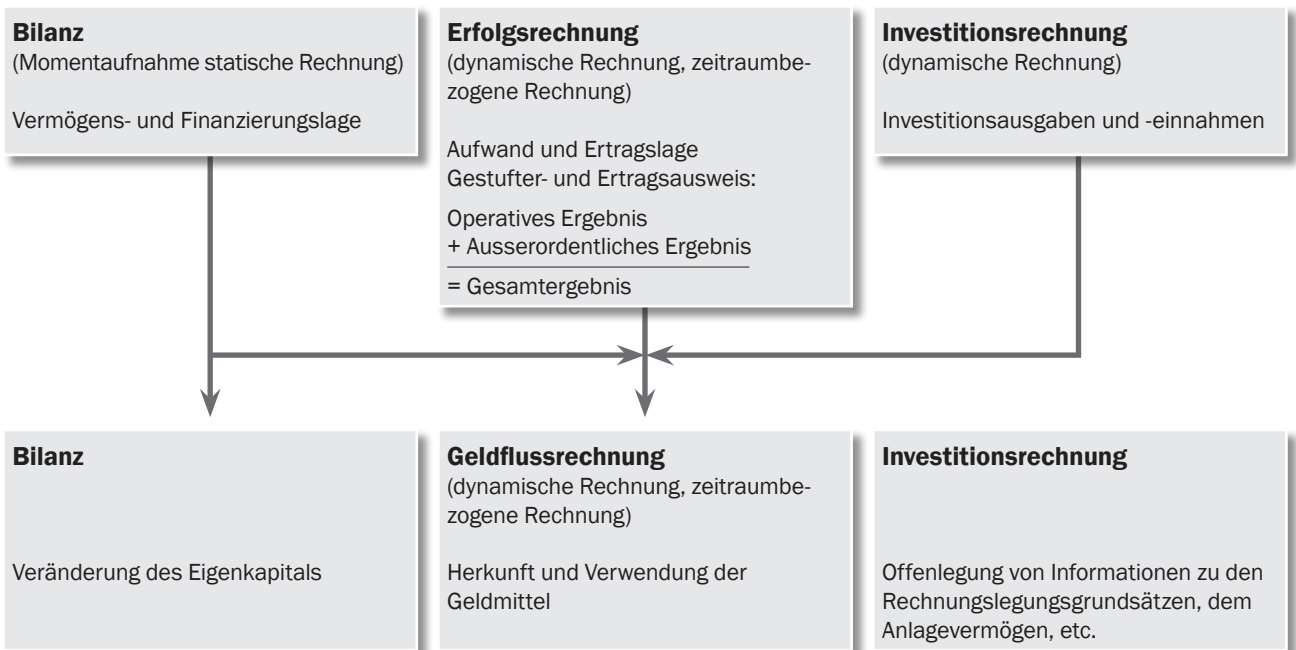 Bilanz
(Momentaufnahme statische Rechnung)
Vermögens- und Finanzierungslage
Erfolgsrechnung
(dynamische Rechnung, zeitraumbe-
zogene Rechnung)
Aufwand und Ertragslage
Gestufter- und Ertragsausweis:
Operatives Ergebnis
+ Ausserordentliches Ergebnis
= Gesamtergebnis
Investitionsrechnung
(dynamische Rechnung)
Investitionsausgaben und -einnahmen
Bilanz
Veränderung des Eigenkapitals
Geldflussrechnung
(dynamische Rechnung, zeitraumbe-
zogene Rechnung)
Herkunft und Verwendung der
Geldmittel
Investitionsrechnung
Offenlegung von Informationen zu den
Rechnungslegungsgrundsätzen, dem
Anlagevermögen, etc.